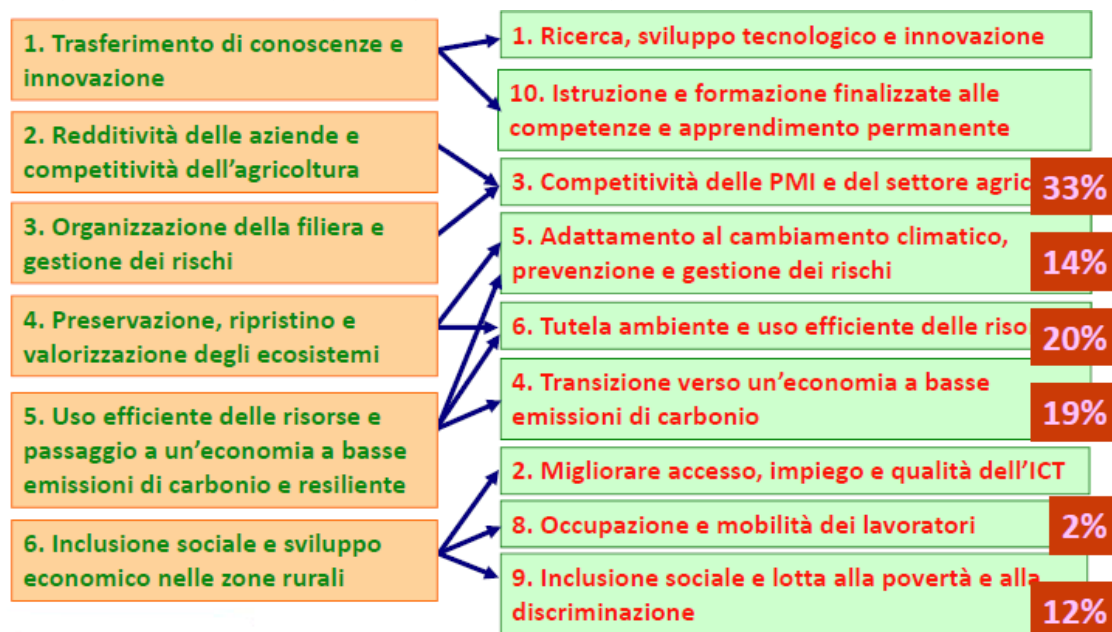 1. Trasferimento di conoscenze e
innovazione
2. Redditività delle aziende e
competitività dell’agricoltura
3. Organizzazione della filiera e
gestione dei rischi
4. Preservazione, ripristino e
valorizzazione degli ecosistemi
5. Uso efficiente delle risorse e
passaggio a un’economia a basse
emissioni di carbonio e resiliente
6. Inclusione sociale e sviluppo
economico nelle zone rurali
1. Ricerca, sviluppo tecnologico e innovazione
10. Istruzione e formazione finalizzate alle
competenze e apprendimento permanente
3. Competitività delle PMI e del settore agric
33%
5. Adattamento al cambiamento climatico,
prevenzione e gestione dei rischi
14%
6. Tutela ambiente e uso efficiente delle riso
20%
4. Transizione verso un’economia a basse
emissioni di carbonio
19%
2. Migliorare accesso, impiego e qualità dell’ICT
8. Occupazione e mobilità dei lavoratori
2%
9. Inclusione sociale e lotta alla povertà e alla
discriminazione
12%